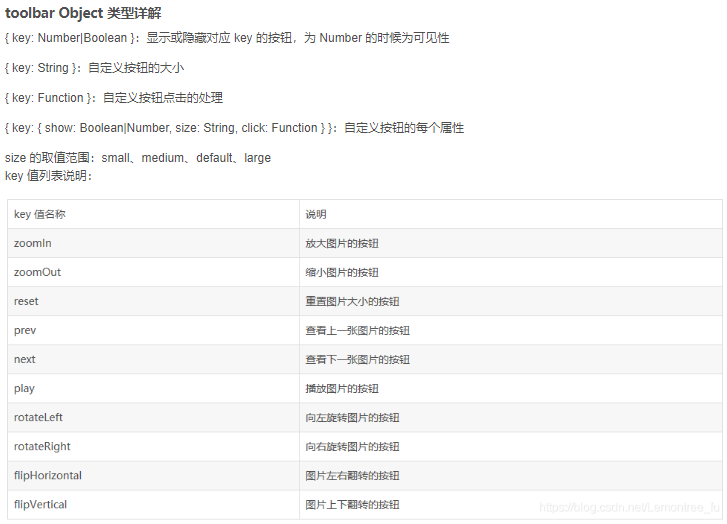 toolbar Object 类型详解
{ key: Number|Boolean }：显示或隐藏对应 key 的按钮，为 Number 的时候为可见性
{ key: String }：自定义按钮的大小
{ key: Function }：自定义按钮点击的处理
{ key: { show: Boolean|Number, size: String, click: Function } }：自定义按钮的每个属性
size 的取值范围：small、medium、default、large
key 值列表说明：
key 值名称 说明
zoomIn 放大图片的按钮
zoomOut 缩小图片的按钮
reset 重置图片大小的按钮
prev 查看上一张图片的按钮
next 查看下一张图片的按钮
play 播放图片的按钮
rotateLeft 向左旋转图片的按钮
rotateRight 向右旋转图片的按钮
flipHorizontal 图片左右翻转的按钮
flipVertical 图片上下翻转的按钮
https://blog.csdn.net/Lemontree_fu